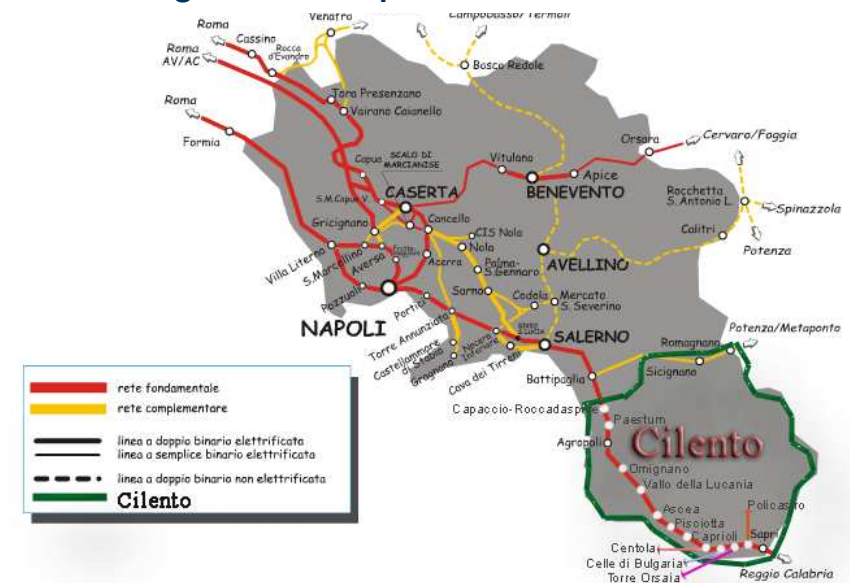 Venafro
Campobasso/Termoli
Roma
Cassino
Rocca
d'Evandro
Roma
AV/AC
Bosco Redole
Roma
Tora Presenzano
Vairano Caianello
Formia
Orsara
Cervaro/Foggia
SCALO DI
MARCIANISE
Capua
Vitulano
Apice
S.M.Capua V.
CASERTA
BENEVENTO
Rocchetta
S. Antonio L.
Spinazzola
Gricignano
Cancello
CIS Nola
Calitri
Potenza
Villa Literno
S.Marcellino
Aversa
Nola
Acerra
Palma-
S.Gennaro
AVELLINO
Pozzuoli
Sarno
Codola
Mercato
S. Severino
NAPOLI
Portici
Torre Annunziata
Castellammare
di Stabia
Gragnano
Nocera
Inferiore
Cava dei Tirreni
SALERNO
Romagnano
Potenza/Metaponto
Battipaglia
Sicignano
rete fondamentale
rete complementare
linea a doppio binario elettrificata
linea a semplice binario elettrificata
linea a doppio binario non elettrificata
Cilento
Capaccio-Roccadaspide
Paestum
Agropoli
Cilento
Omignano
Vallo della Lucania
Policastro
Ascea
Pisciotta
Caprioli
Sapri
Centola
Celle di Bulgaria
Torre Orsaia
Reggio Calabria